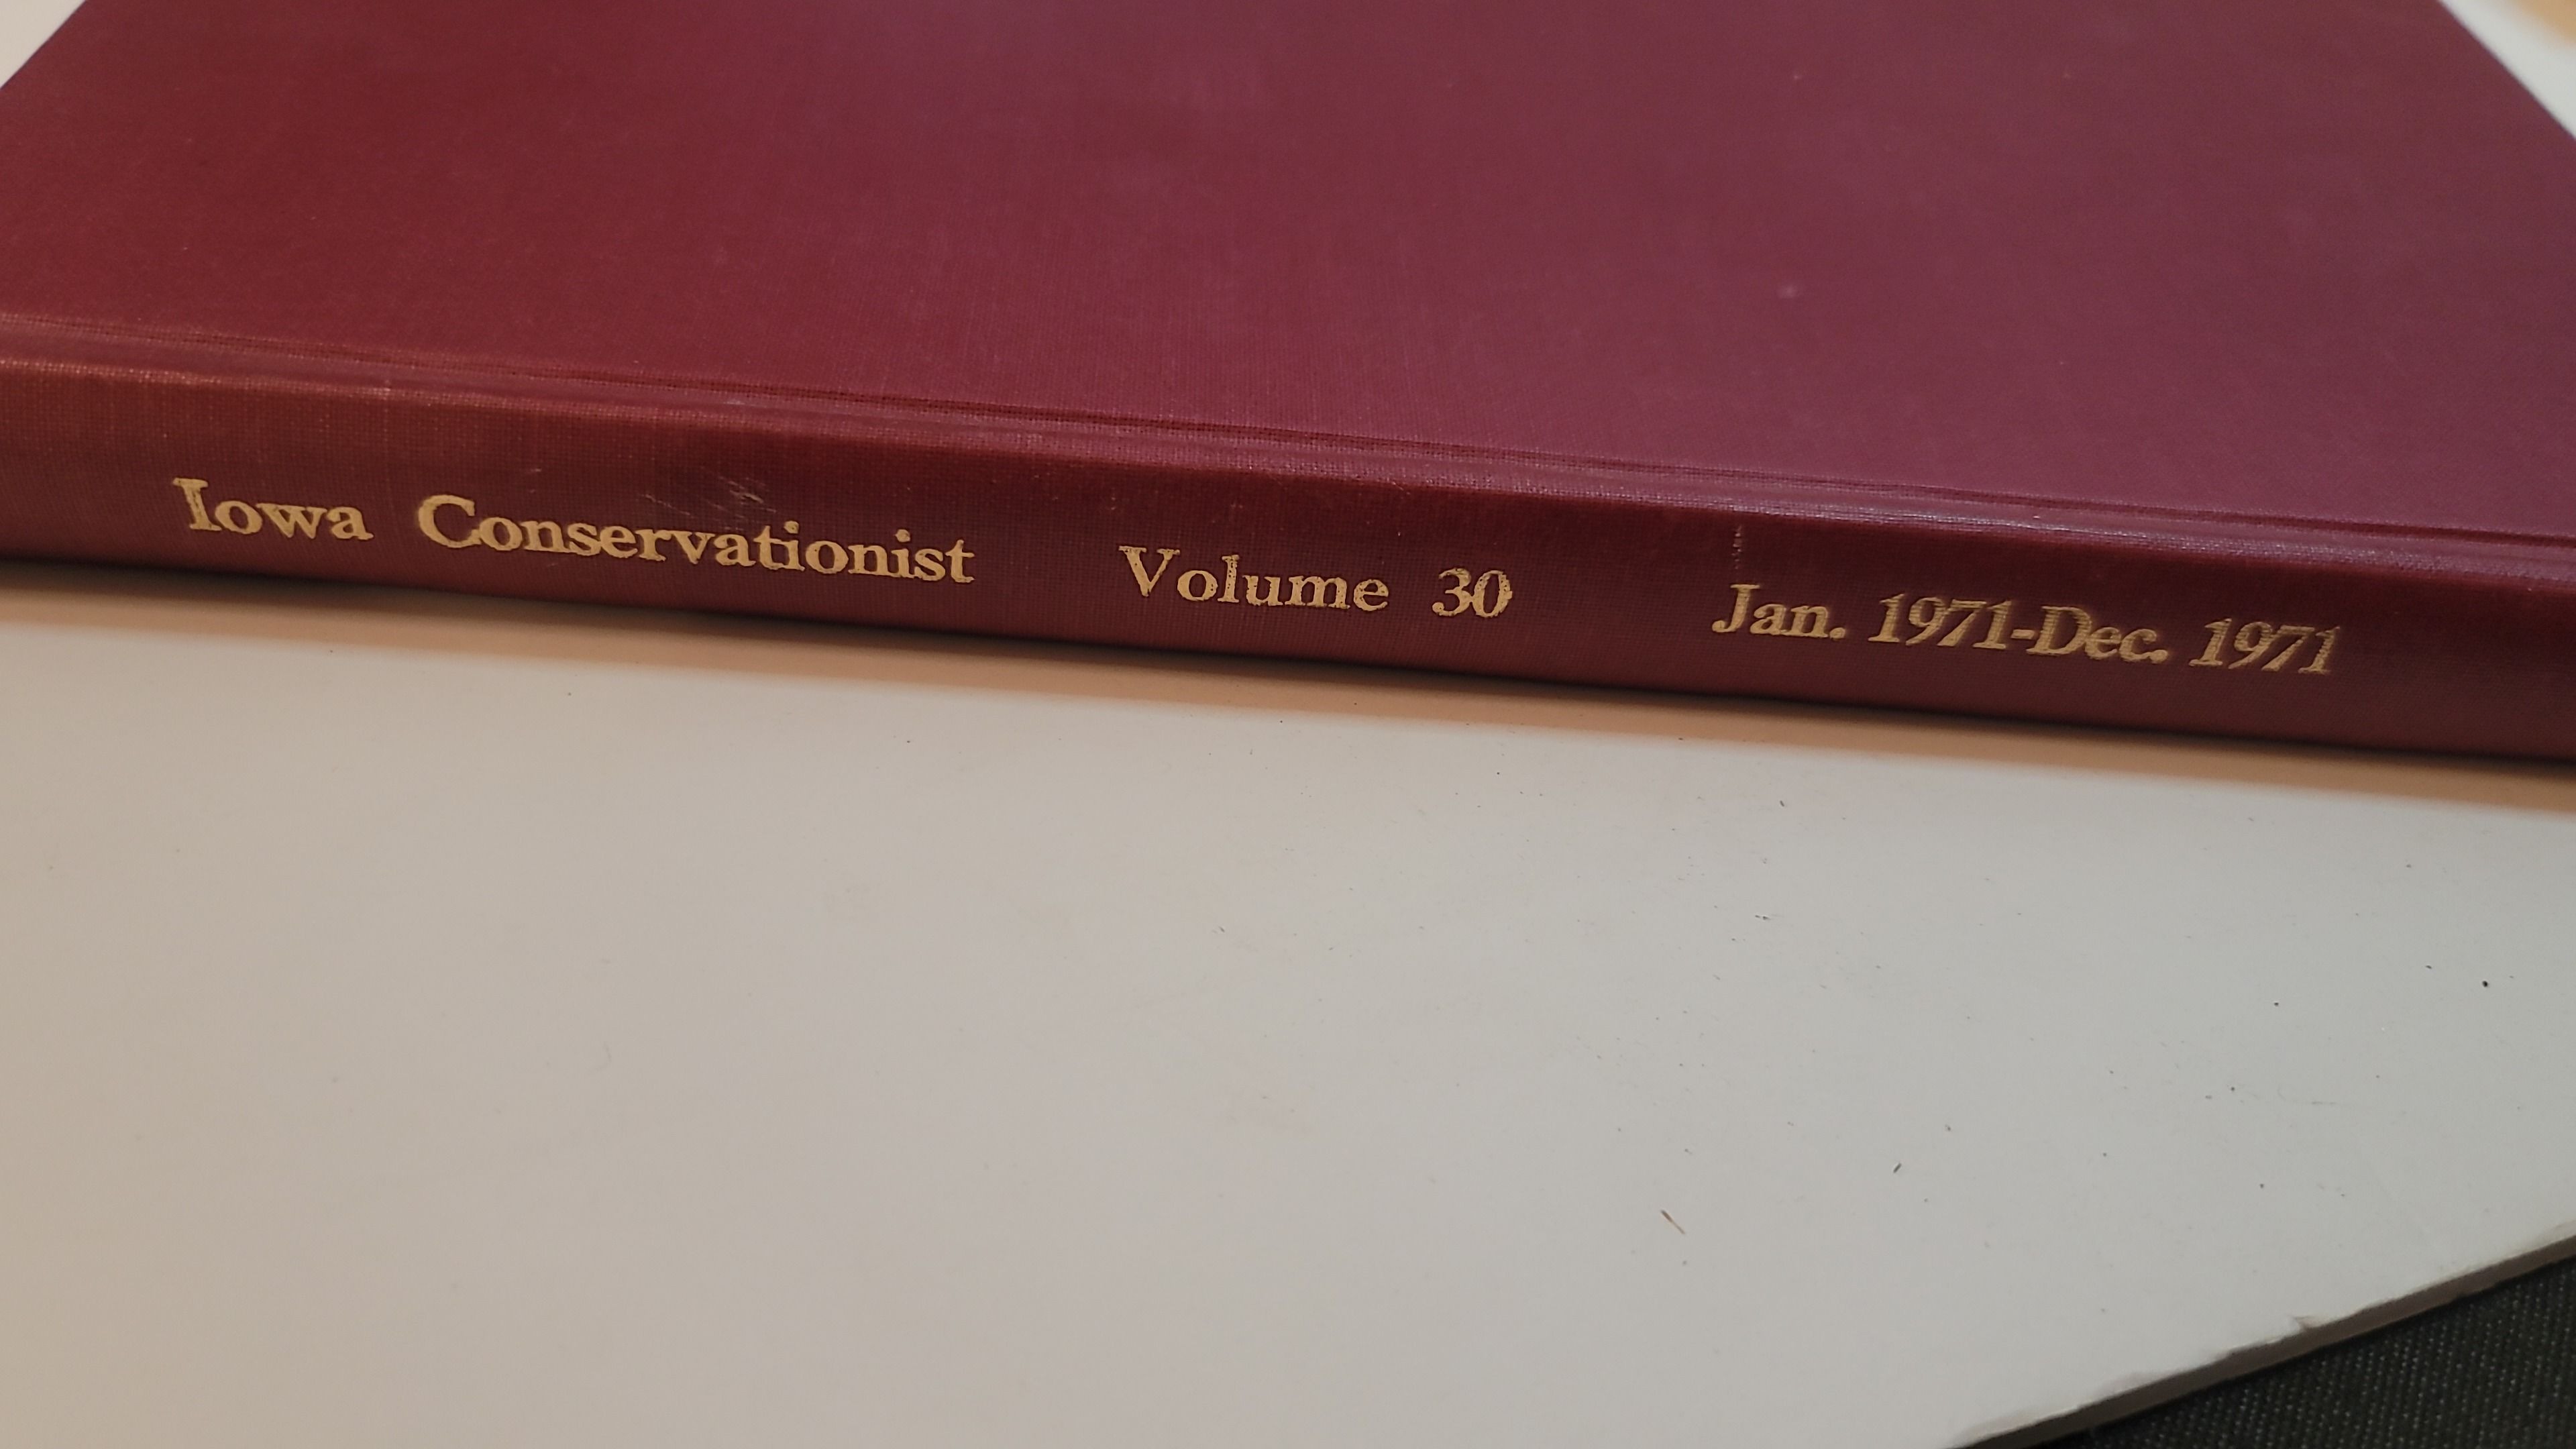 Iowa Conservationist Volume 30 Jan. 1971-Dec. 1971